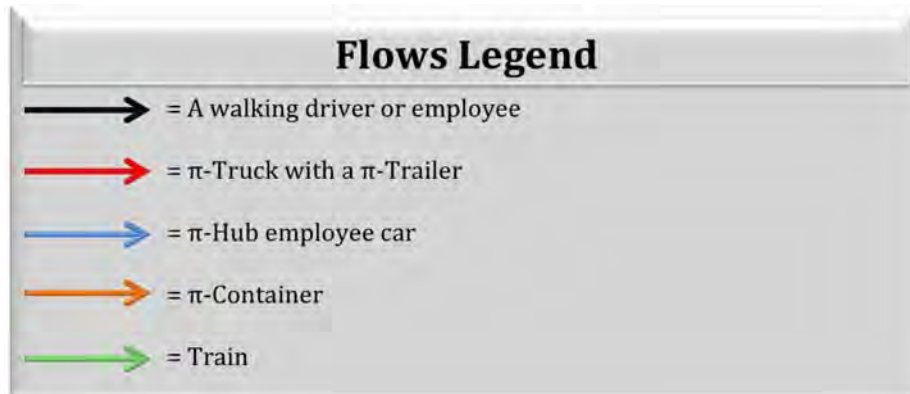 Flows Legend
= A walking driver or employee
= π-Truck with a π-Trailer
= π-Hub employee car
= π-Container
= Train